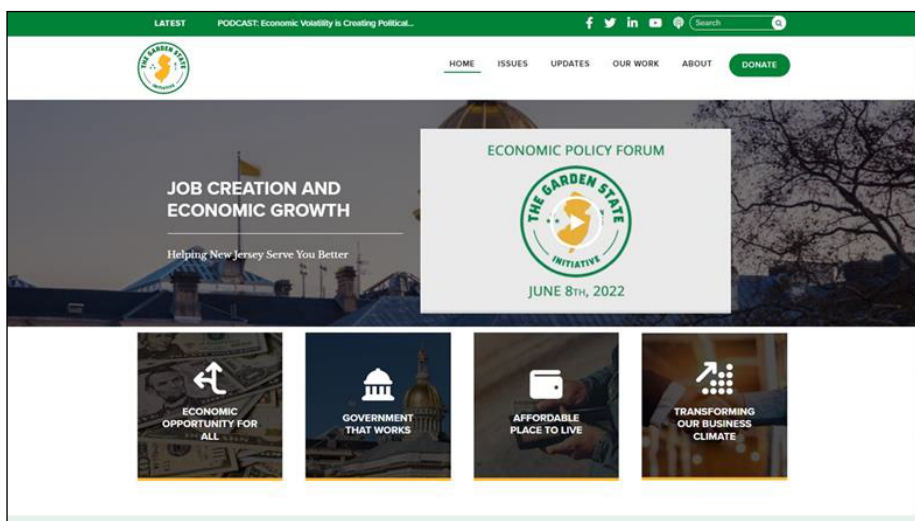 LATEST PODCAST: Economic Volatility is Creating Political...
Search
THE GARDEN STATE
INITIATIVE
HOME ISSUES UPDATES OUR WORK ABOUT DONATE
JOB CREATION AND
ECONOMIC GROWTH
Helping New Jersey Serve You Better
ECONOMIC POLICY FORUM
THE GARDEN STATE
INITIATIVE
JUNE 8TH, 2022
ECONOMIC
OPPORTUNITY FOR
ALL
GOVERNMENT
THAT WORKS
AFFORDABLE
PLACE TO LIVE
TRANSFORMING
OUR BUSINESS
CLIMATE